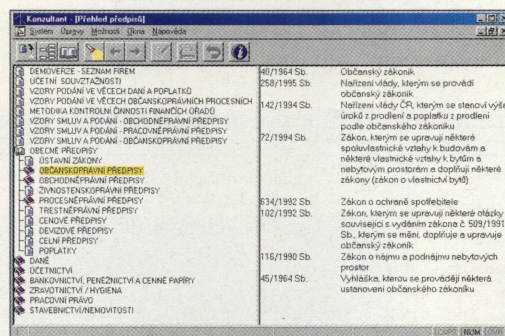 Konzultant - [Přehled předpisů]
Systém Úpravy Možnosti Okna Nápověda
DEMOVERZE - SEZNAM FIREM
ÚČETNÍ SOUVZTAŽNOSTI
VZORY PODÁNÍ VE VĚCECH DANÍ A POPLATKŮ
VZORY PODÁNÍ VE VĚCECH OBČANSKOPRÁVNÍCH PROCESNÍCH
METODIKA KONTROLNÍ ČINNOSTI FINANČNÍCH ÚŘADŮ
VZORY SMLUV A PODÁNÍ - OBCHODNĚPRÁVNÍ PŘEDPISY
VZORY SMLUV A PODÁNÍ - PRACOVNĚPRÁVNÍ PŘEDPISY
VZORY SMLUV A PODÁNÍ - OBČANSKOPRÁVNÍ PŘEDPISY
OBECNÉ PŘEDPISY
ÚSTAVNÍ ZÁKONY
OBČANSKOPRÁVNÍ PŘEDPISY
OBCHODNĚPRÁVNÍ PŘEDPISY
ŽIVNOSTENSKOPRÁVNÍ PŘEDPISY
PROCESNĚPRÁVNÍ PŘEDPISY
TRESTNĚPRÁVNÍ PŘEDPISY
CENOVÉ PŘEDPISY
DEVIZOVÉ PŘEDPISY
CELNÍ PŘEDPISY
POPLATKY
DANĚ
ÚČETNICTVÍ
BANKOVNICTVÍ, PENĚŽNICTVÍ A CENNÉ PAPÍRY
ZRAVOTNICTVÍ / HYGIENA
PRACOVNÍ PRÁVO
STAVEBNICTVÍ/NEMOVITOSTI
40/1964 Sb. Občanský zákoník
258/1995 Sb. Nařízení vlády, kterým se provádí
občanský zákoník
142/1994 Sb. Nařízení vlády ČR, kterým se stanoví výše
úroků z prodlení a poplatku z prodlení
podle občanského zákoníku
72/1994 Sb. Zákon, kterým se upravují některé
spoluvlastnické vztahy k budovám a
některé vlastnické vztahy k bytům a
nebytovým prostorám a doplňují některé
zákony (zákon o vlastnictví bytů)
634/1992 Sb. Zákon o ochraně spotřebitele
102/1992 Sb. Zákon, kterým se upravují některé otázky
související s vydáním zákona č. 509/1991
Sb., kterým se mění, doplňuje a upravuje
občanský zákoník
116/1990 Sb. Zákon o nájmu a podnájmu nebytových
prostor
45/1964 Sb. Vyhláška, kterou se provádějí některá
ustanovení občanského zákoníku
CAPS NUM OVR